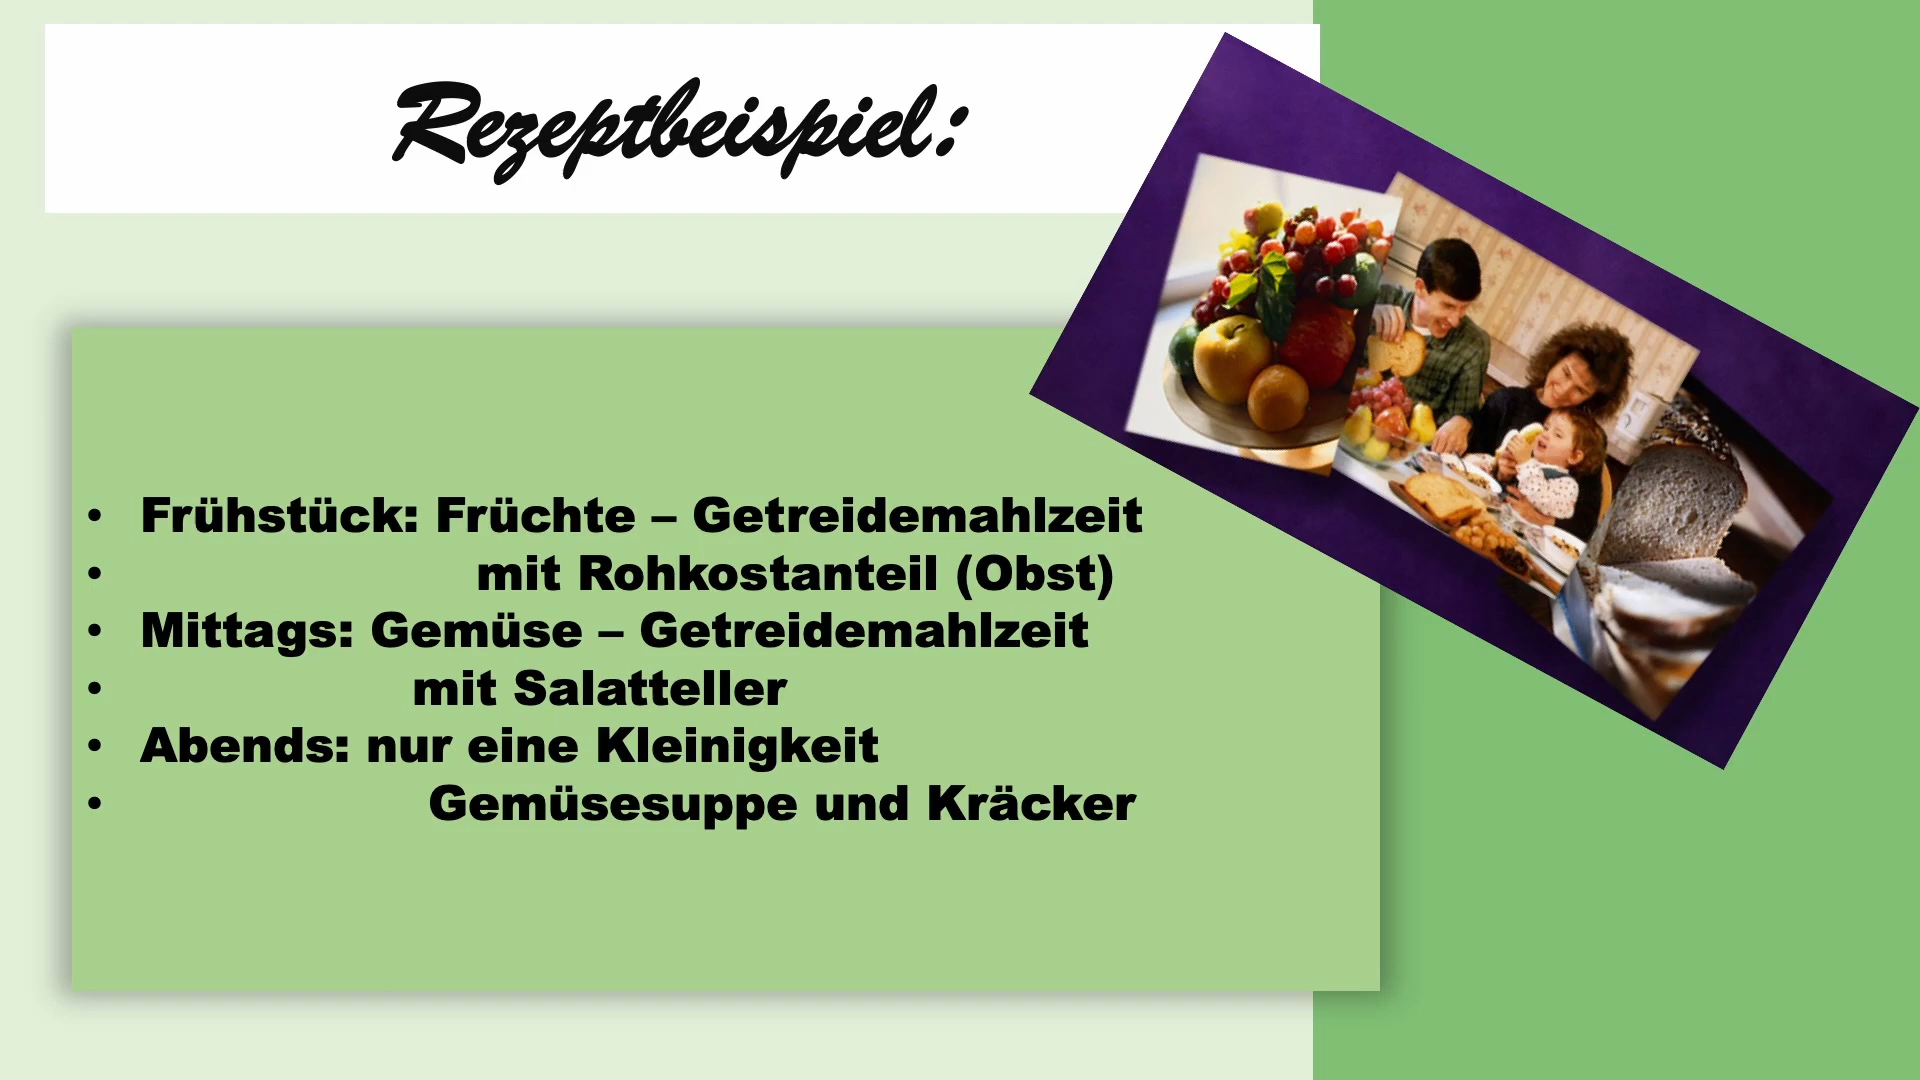 Rezeptbeispiel:
• Frühstück: Früchte – Getreidemahlzeit
• mit Rohkostanteil (Obst)
• Mittags: Gemüse – Getreidemahlzeit
• mit Salatteller
• Abends: nur eine Kleinigkeit
• Gemüsesuppe und Kräcker